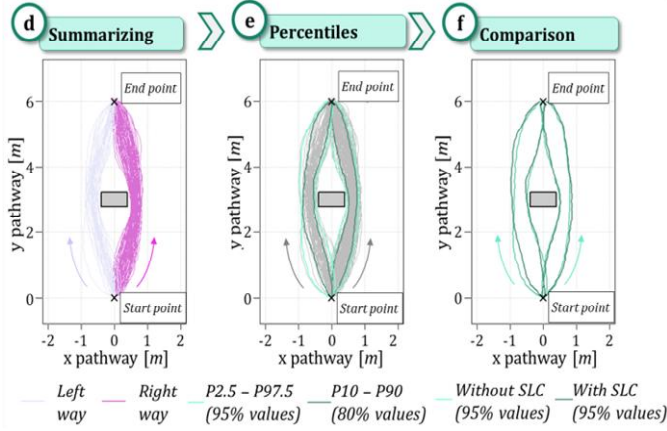 d Summarizing
e Percentiles
f Comparison
End point
End point
End point
6
4
2
0
6
4
2
0
6
4
2
0
y pathway [m]
y pathway [m]
y pathway [m]
Start point
Start point
Start point
-2 -1 0 1 2
-2 -1 0 1 2
-2 -1 0 1 2
x pathway [m]
x pathway [m]
x pathway [m]
Left way
Right way
P2.5 – P97.5 (95% values)
P10 – P90 (80% values)
Without SLC (95% values)
With SLC (95% values)